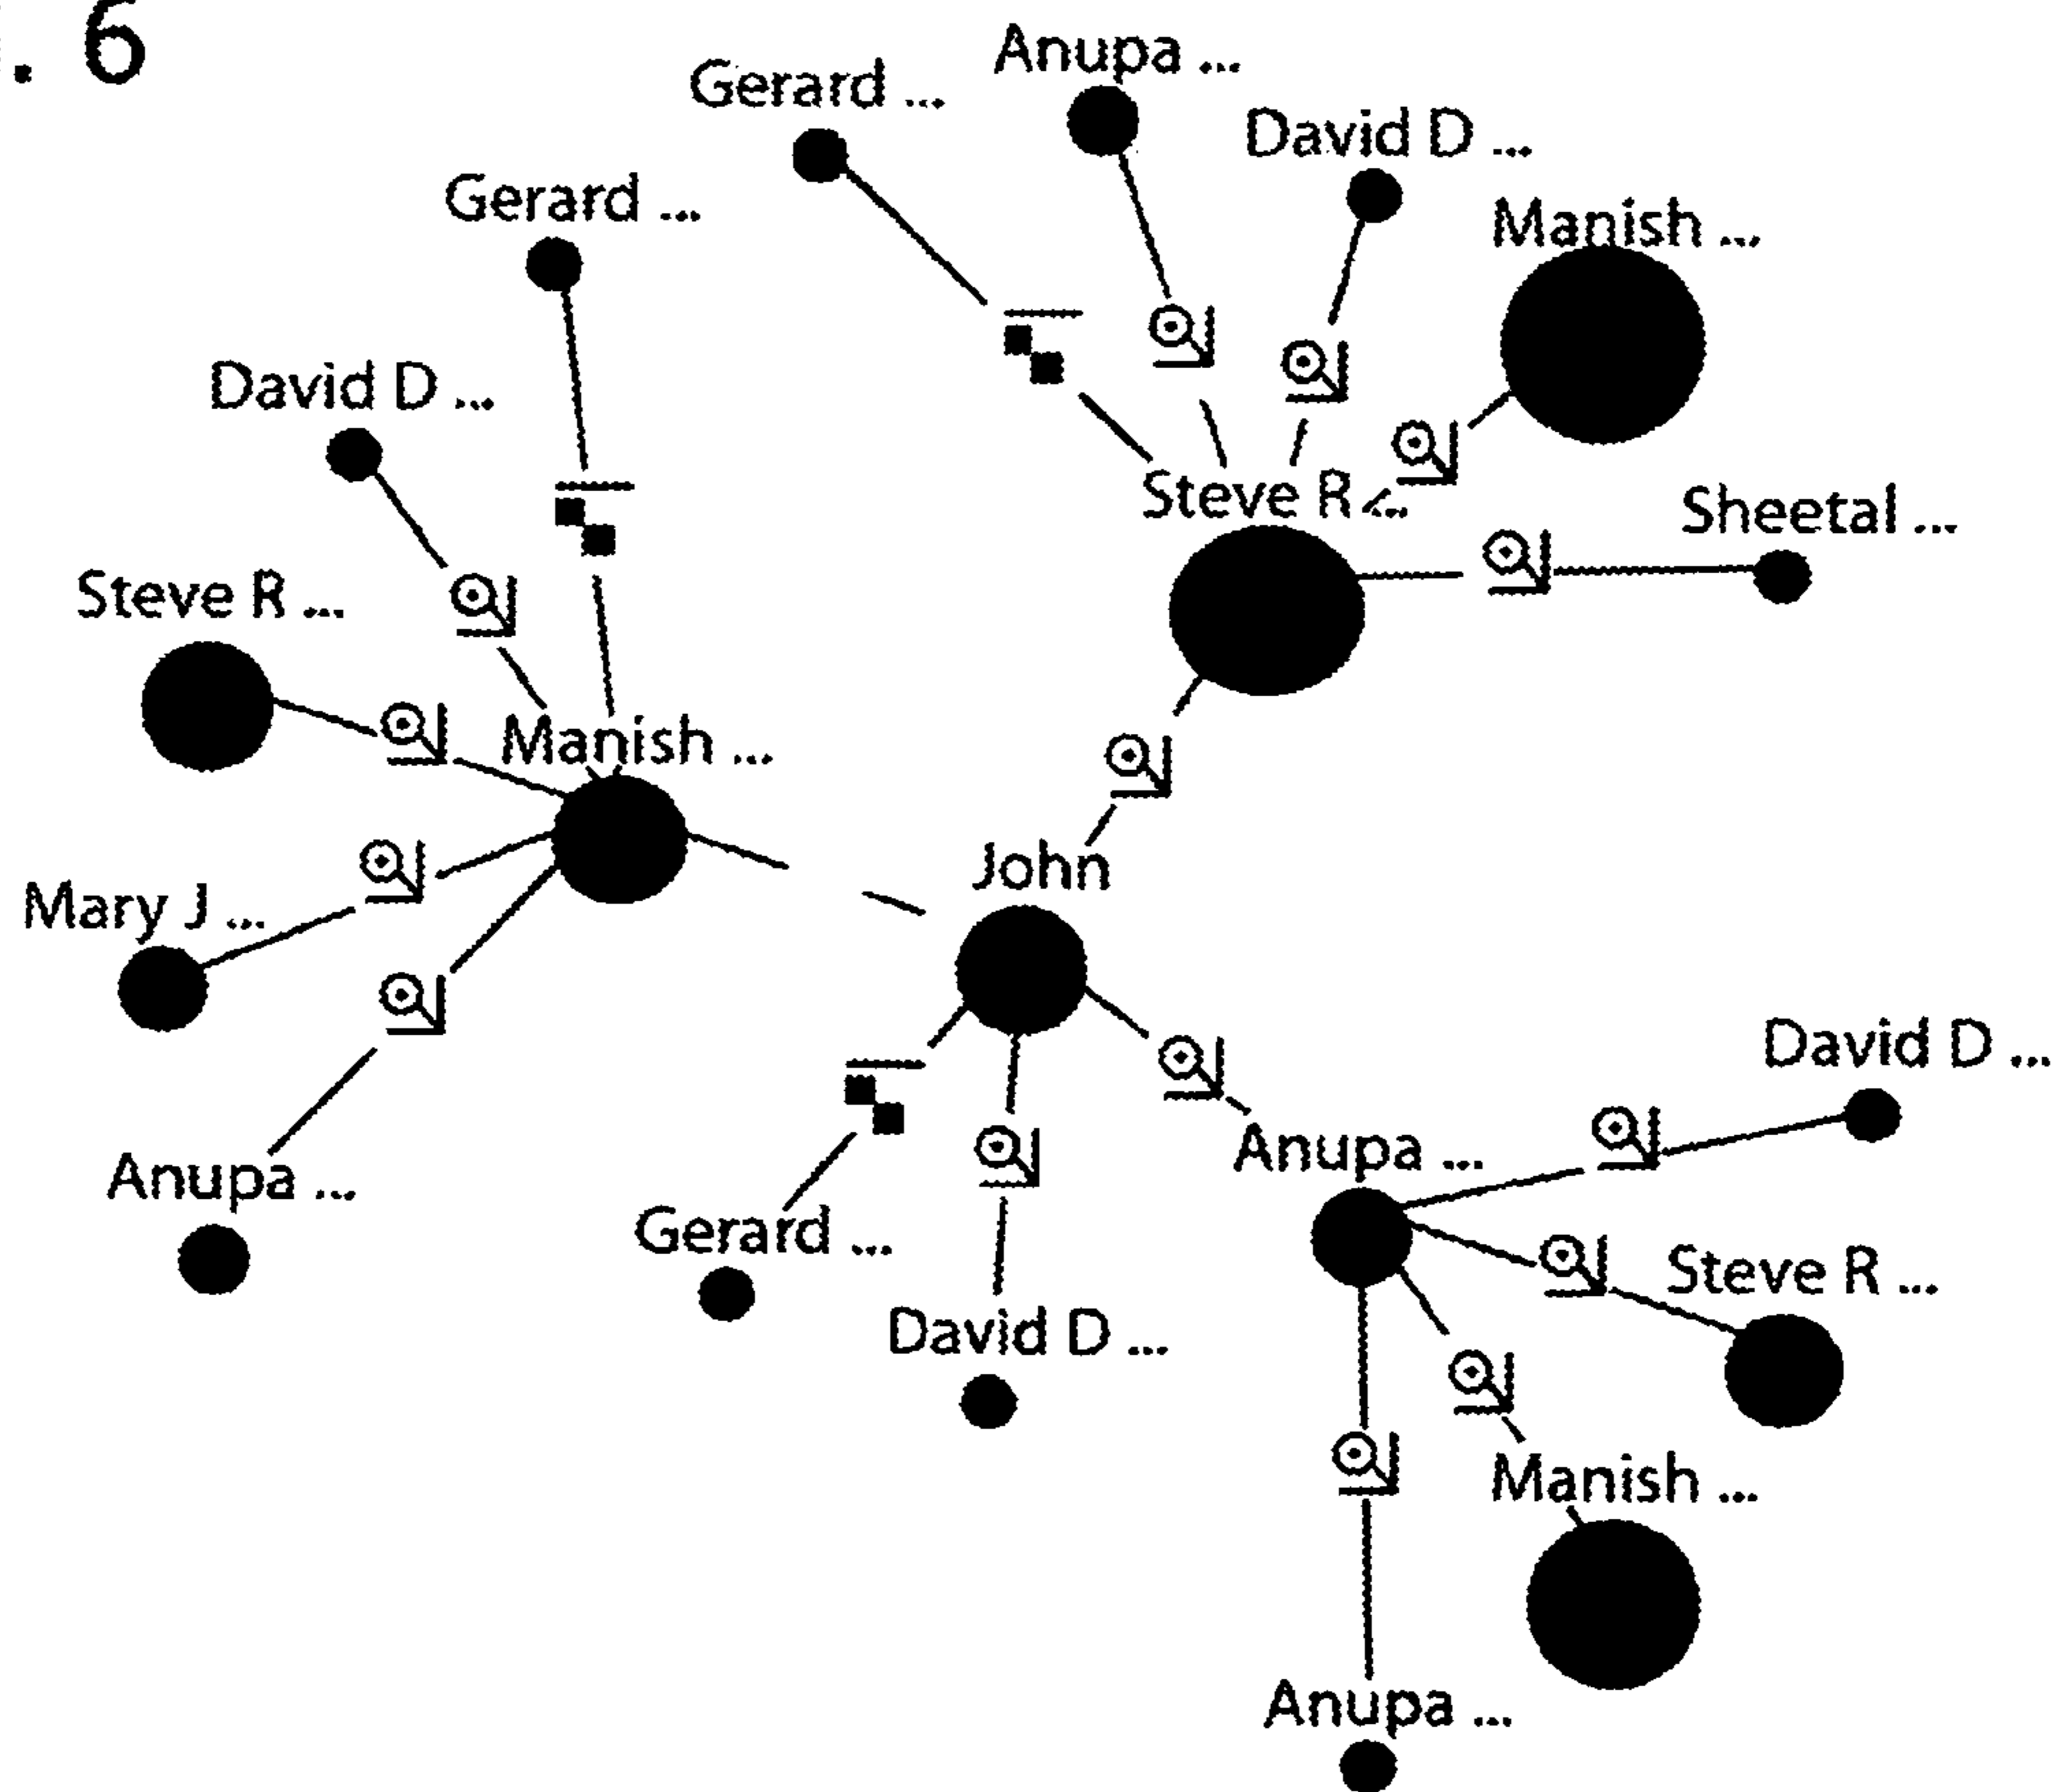 . 6
Anupa ...
Gerard ...
David D ...
Gerard ...
Manish ...
David D ...
Steve R ...
Sheetal ...
Steve R ...
Manish ...
John
Mary J ...
David D ...
Anupa ...
Anupa ...
Gerard ...
Steve R ...
David D ...
Manish ...
Anupa ...